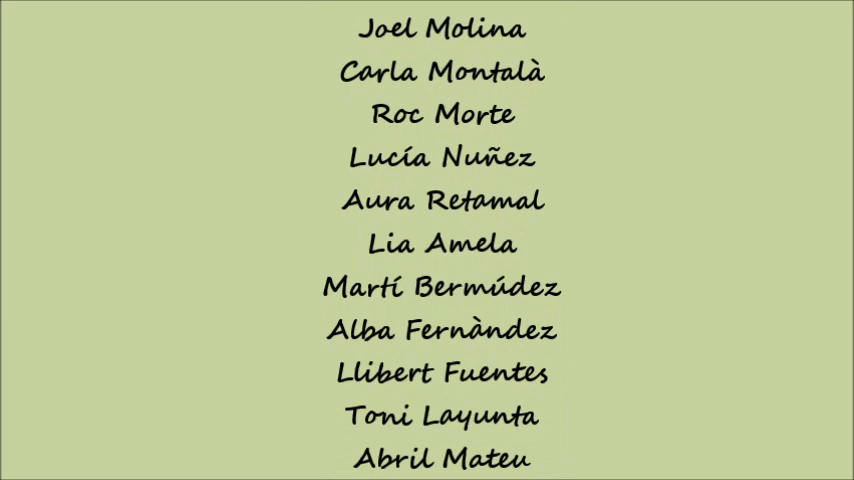 Joel Molina
Carla Montalà
Roc Morte
Lucía Nuñez
Aura Retamal
Lia Amela
Martí Bermúdez
Alba Fernàndez
Llibert Fuentes
Toni Layunta
Abril Mateu